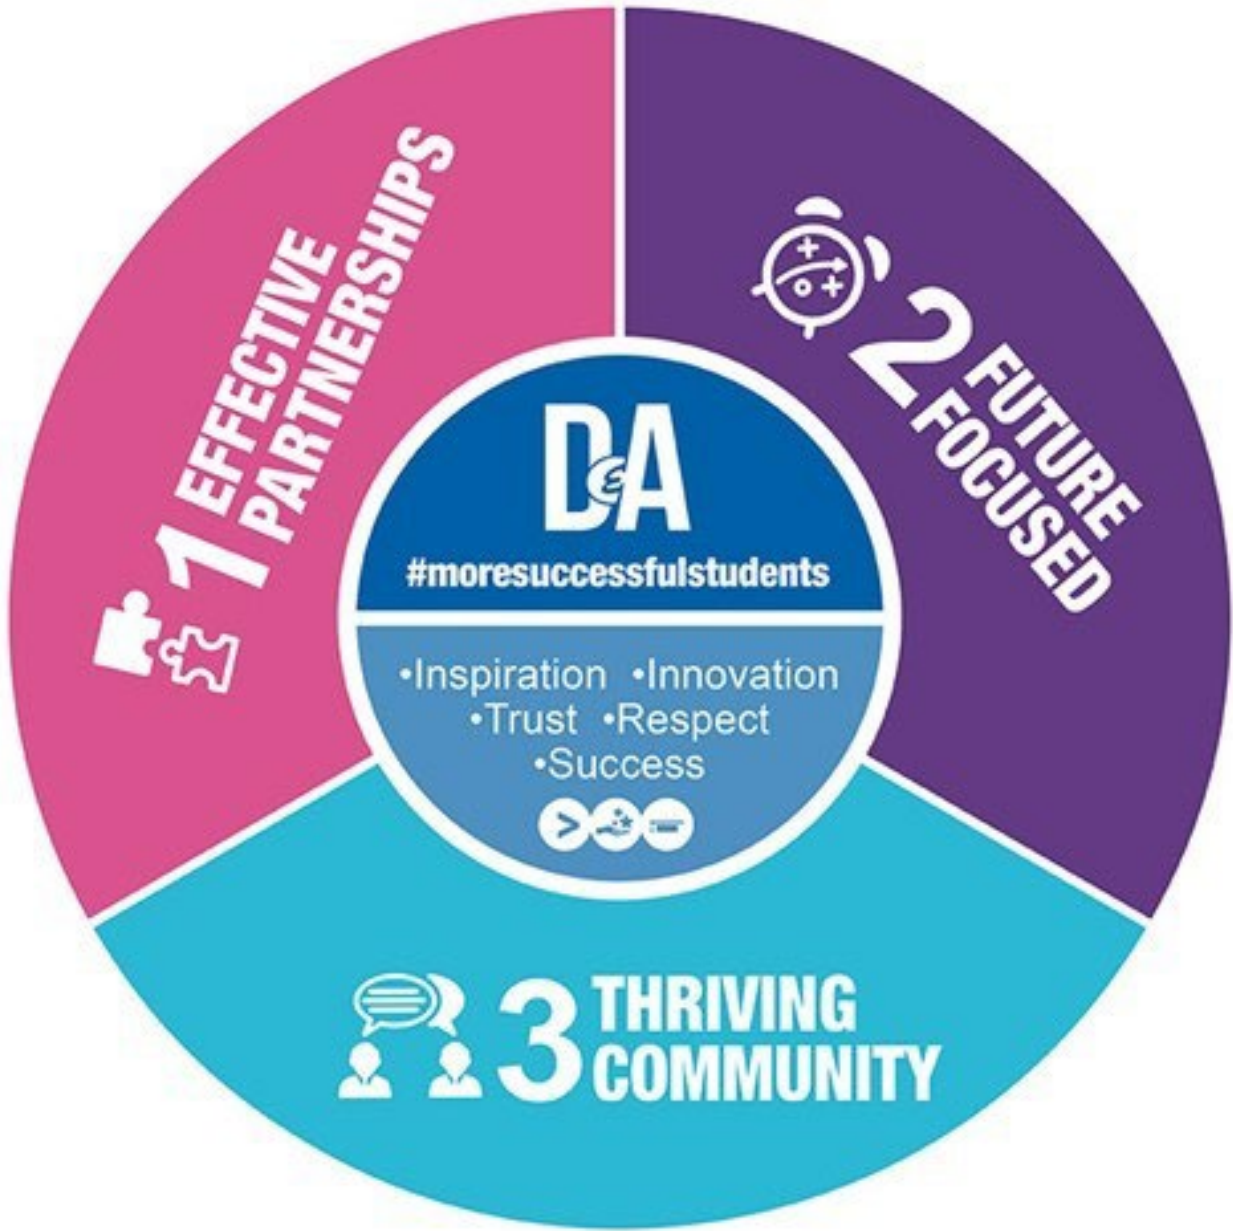 1 EFFECTIVE
PARTNERSHIPS
2 FUTURE
FOCUSED
D&A
#moresuccessfulstudents
•Inspiration •Innovation
•Trust •Respect
•Success
3 THRIVING
COMMUNITY